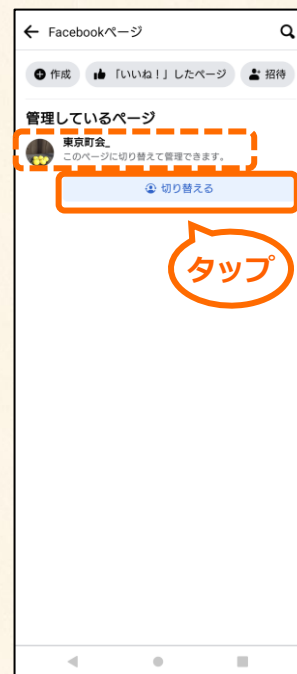 Facebookページ
作成
「いいね！」したページ
招待
管理しているページ
東京町会_
このページに切り替えて管理できます。
切り替える
タップ